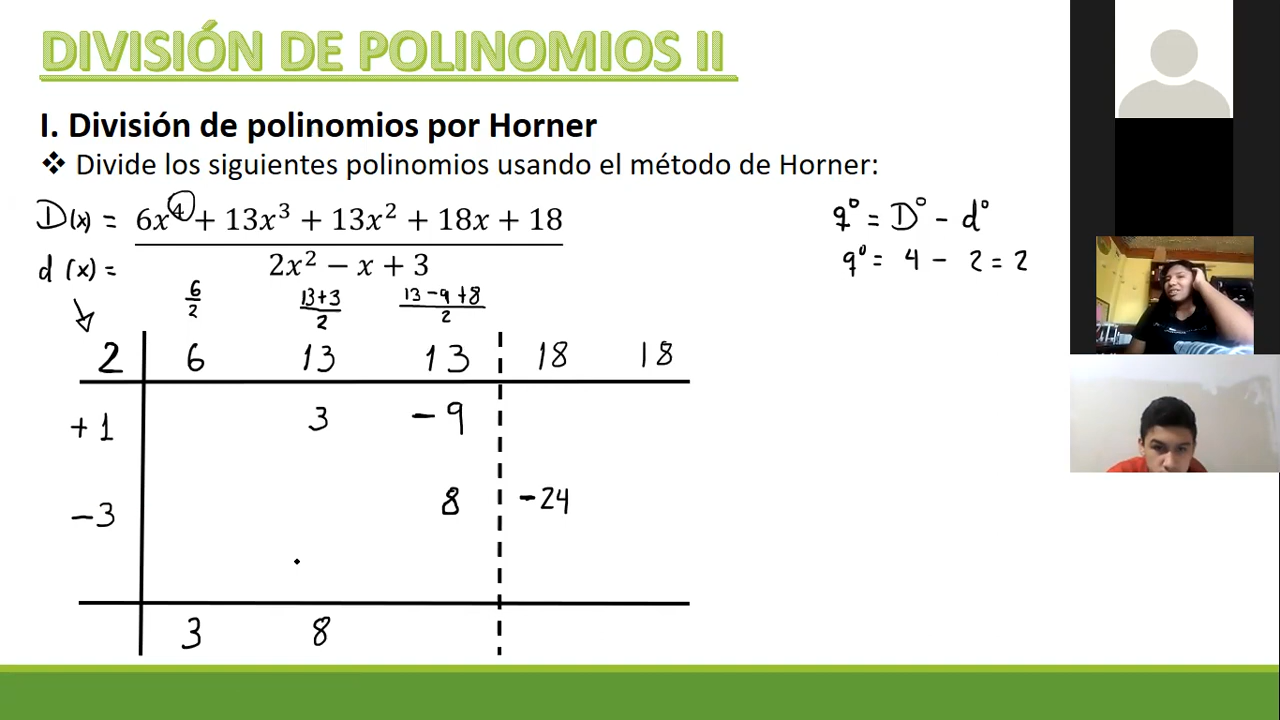 DIVISIÓN DE POLINOMIOS II
I. División de polinomios por Horner
❖ Divide los siguientes polinomios usando el método de Horner:
D(x) = 6x⁴ + 13x³ + 13x² + 18x + 18
d(x) = 2x² − x + 3
q° = D° - d°
q° = 4 - 2 = 2
6/2 (13+3)/2 (13-9+8)/2
2 6 13 13 18 18
+1 3 -9
-3 8 -24
3 8